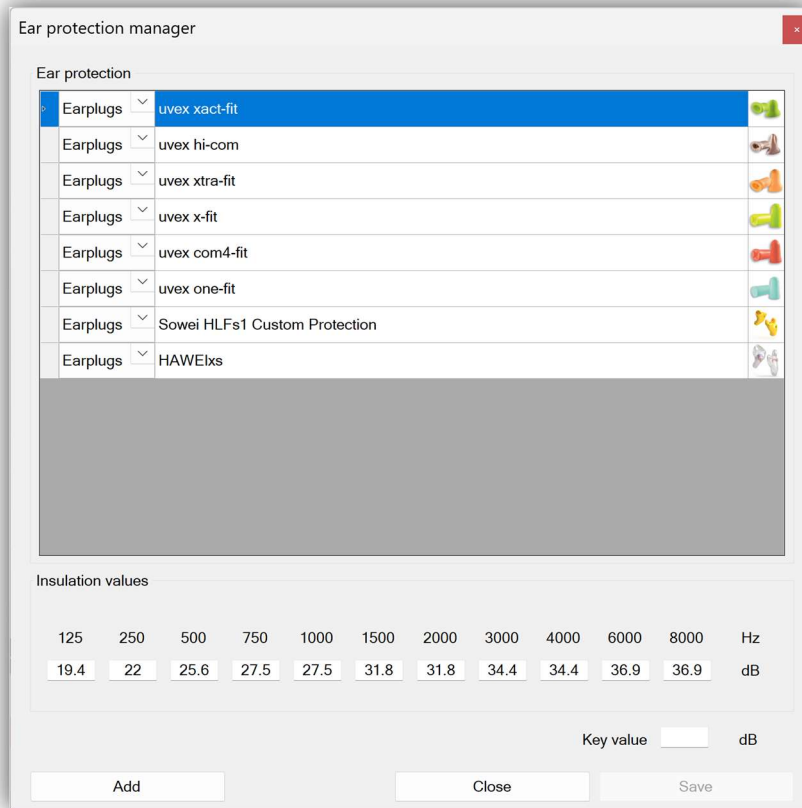 Ear protection manager
Ear protection
Earplugs uvex xact-fit
Earplugs uvex hi-com
Earplugs uvex xtra-fit
Earplugs uvex x-fit
Earplugs uvex com4-fit
Earplugs uvex one-fit
Earplugs Sowei HLFs1 Custom Protection
Earplugs HAWEIxs
Insulation values
125 250 500 750 1000 1500 2000 3000 4000 6000 8000 Hz
19.4 22 25.6 27.5 27.5 31.8 31.8 34.4 34.4 36.9 36.9 dB
Key value dB
Add Close Save